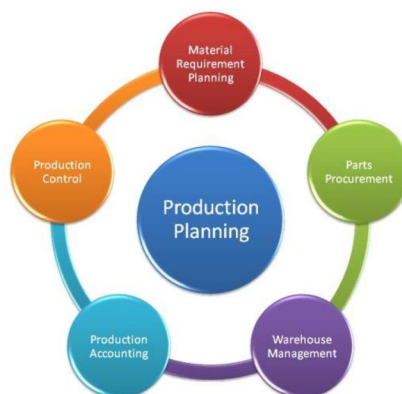 Material
Requirement
Planning
Parts
Procurement
Warehouse
Management
Production
Accounting
Production
Control
Production
Planning